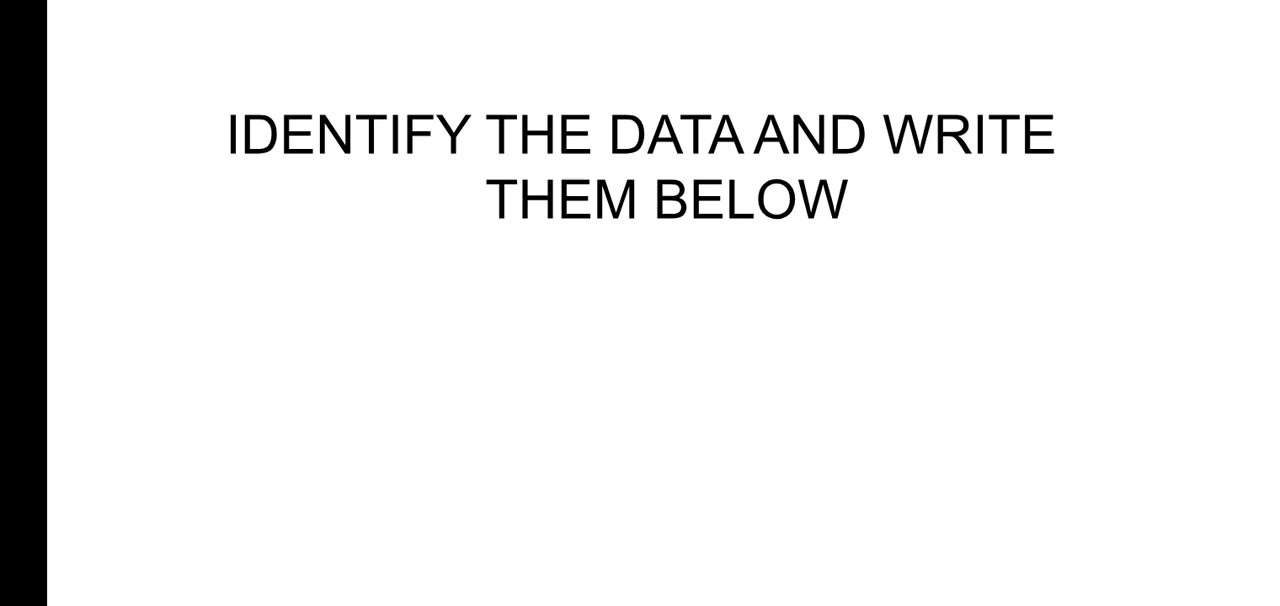 IDENTIFY THE DATA AND WRITE
THEM BELOW